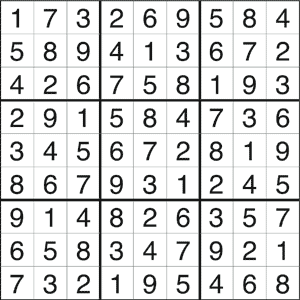 1 7 3 2 6 9 5 8 4
5 8 9 4 1 3 6 7 2
4 2 6 7 5 8 1 9 3
2 9 1 5 8 4 7 3 6
3 4 5 6 7 2 8 1 9
8 6 7 9 3 1 2 4 5
9 1 4 8 2 6 3 5 7
6 5 8 3 4 7 9 2 1
7 3 2 1 9 5 4 6 8